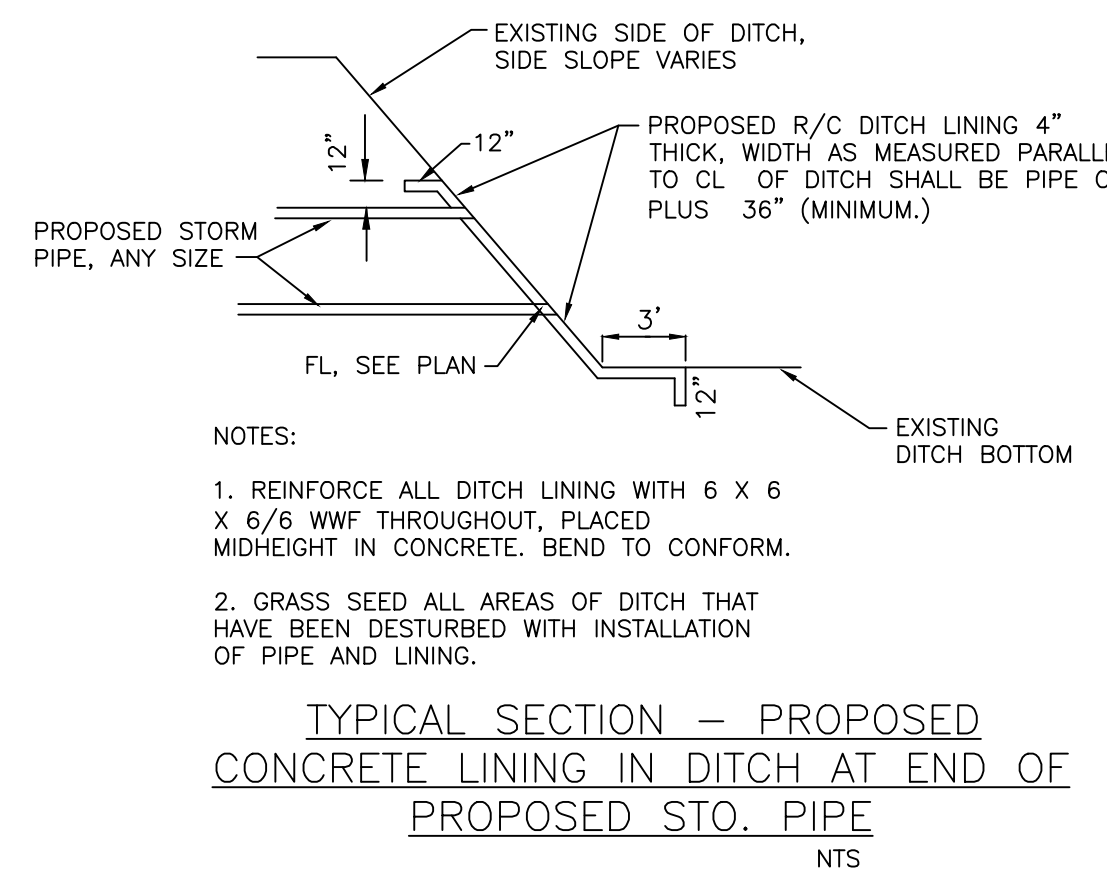 EXISTING SIDE OF DITCH,
SIDE SLOPE VARIES
12"
12"
PROPOSED R/C DITCH LINING 4"
THICK, WIDTH AS MEASURED
TO CL OF DITCH SHALL BE PIPE
PLUS 36" (MINIMUM.)
PROPOSED STORM
PIPE, ANY SIZE
3'
FL, SEE PLAN
12"
EXISTING
DITCH BOTTOM
NOTES:
1. REINFORCE ALL DITCH LINING WITH 6 X 6
X 6/6 WWF THROUGHOUT, PLACED
MIDHEIGHT IN CONCRETE. BEND TO CONFORM.
2. GRASS SEED ALL AREAS OF DITCH THAT
HAVE BEEN DESTURBED WITH INSTALLATION
OF PIPE AND LINING.
TYPICAL SECTION – PROPOSED
CONCRETE LINING IN DITCH AT END OF
PROPOSED STO. PIPE
NTS